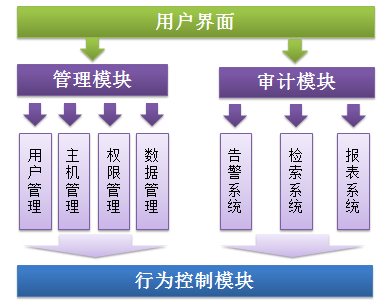 用户界面
管理模块
审计模块
用户管理
主机管理
权限管理
数据管理
告警系统
检索系统
报表系统
行为控制模块